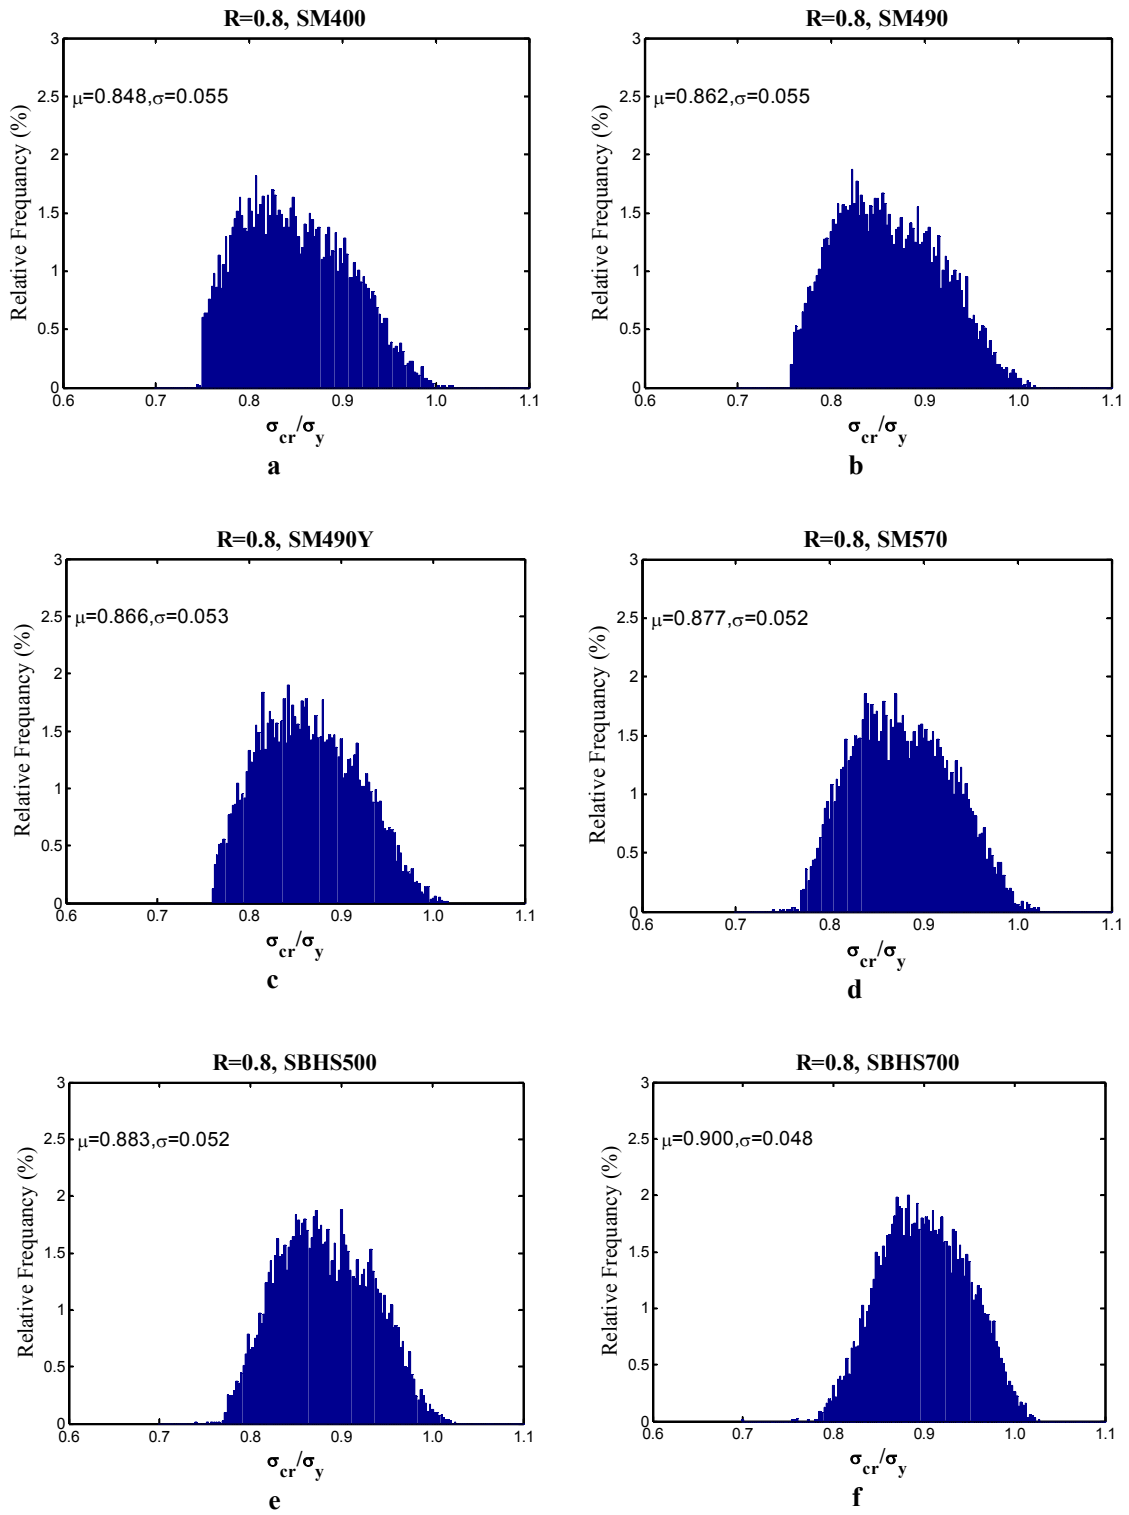 R=0.8, SM400
3
2.5
2
1.5
1
0.5
0
μ=0.848,σ=0.055
Relative Frequancy (%)
0.6 0.7 0.8 0.9 1.0 1.1
σcr/σy
a
R=0.8, SM490
3
2.5
2
1.5
1
0.5
0
μ=0.862,σ=0.055
Relative Frequancy (%)
0.6 0.7 0.8 0.9 1.0 1.1
σcr/σy
b
R=0.8, SM490Y
3
2.5
2
1.5
1
0.5
0
μ=0.866,σ=0.053
Relative Frequancy (%)
0.6 0.7 0.8 0.9 1.0 1.1
σcr/σy
c
R=0.8, SM570
3
2.5
2
1.5
1
0.5
0
μ=0.877,σ=0.052
Relative Frequancy (%)
0.6 0.7 0.8 0.9 1.0 1.1
σcr/σy
d
R=0.8, SBHS500
3
2.5
2
1.5
1
0.5
0
μ=0.883,σ=0.052
Relative Frequancy (%)
0.6 0.7 0.8 0.9 1.0 1.1
σcr/σy
e
R=0.8, SBHS700
3
2.5
2
1.5
1
0.5
0
μ=0.900,σ=0.048
Relative Frequancy (%)
0.6 0.7 0.8 0.9 1.0 1.1
σcr/σy
f